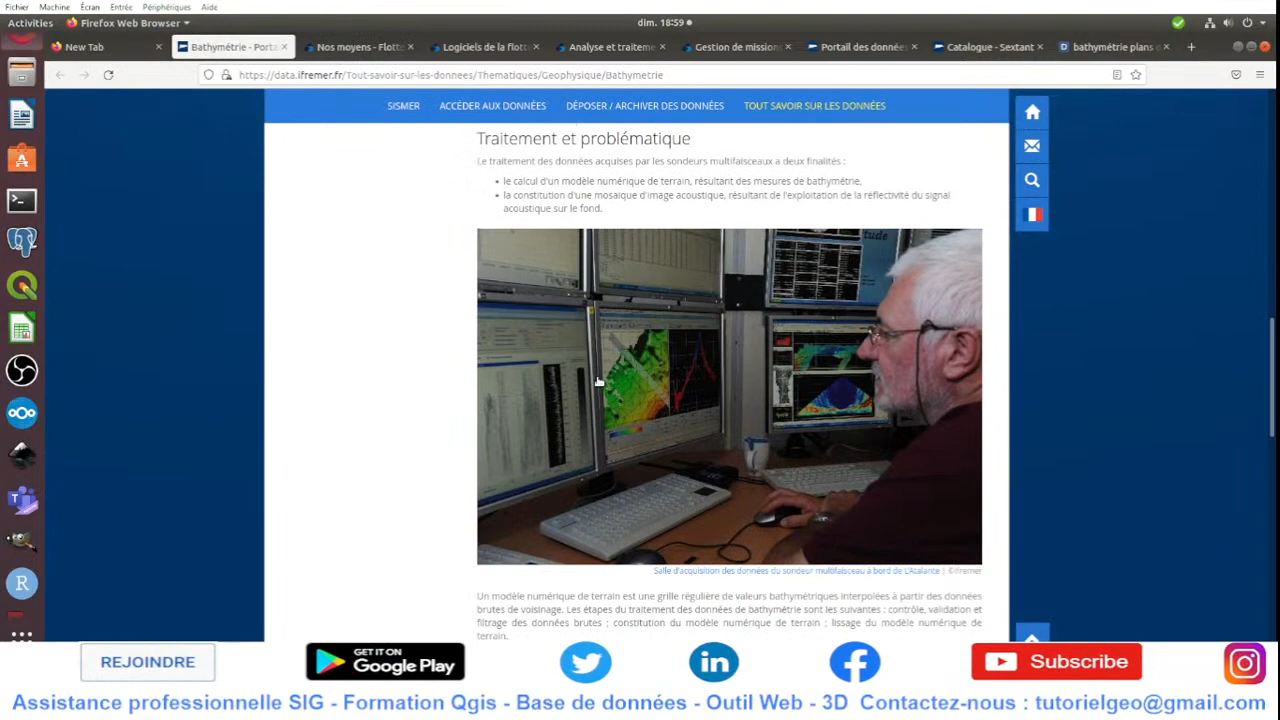 Fichier Machine Écran Entrée Périphériques Aide
Activities Firefox Web Browser dim. 18:59
New Tab Bathymétrie - Porta Nos moyens - Flotte Logiciels de la flott Analyse et traiteme Gestion de mission Portail des données Catalogue - Sextant bathymétrie plans d
https://data.ifremer.fr/Tout-savoir-sur-les-donnees/Thematiques/Geophysique/Bathymetrie
SISMER ACCÉDER AUX DONNÉES DÉPOSER / ARCHIVER DES DONNÉES TOUT SAVOIR SUR LES DONNÉES
Traitement et problématique
Le traitement des données acquises par les sondeurs multifaisceaux a deux finalités :
le calcul d'un modèle numérique de terrain, résultant des mesures de bathymétrie,
la constitution d'une mosaïque d'image acoustique, résultant de l'exploitation de la réflectivité du signal
acoustique sur le fond.
Salle d'acquisition des données du sondeur multifaisceau à bord de L'Atalante | ©Ifremer
Un modèle numérique de terrain est une grille régulière de valeurs bathymétriques interpolées à partir des données
brutes de voisinage. Les étapes du traitement des données de bathymétrie sont les suivantes : contrôle, validation et
filtrage des données brutes ; constitution du modèle numérique de terrain ; lissage du modèle numérique de
terrain.
REJOINDRE GET IT ON Google Play Subscribe
Assistance professionnelle SIG - Formation Qgis - Base de données - Outil Web - 3D Contactez-nous : tutorielgeo@gmail.com